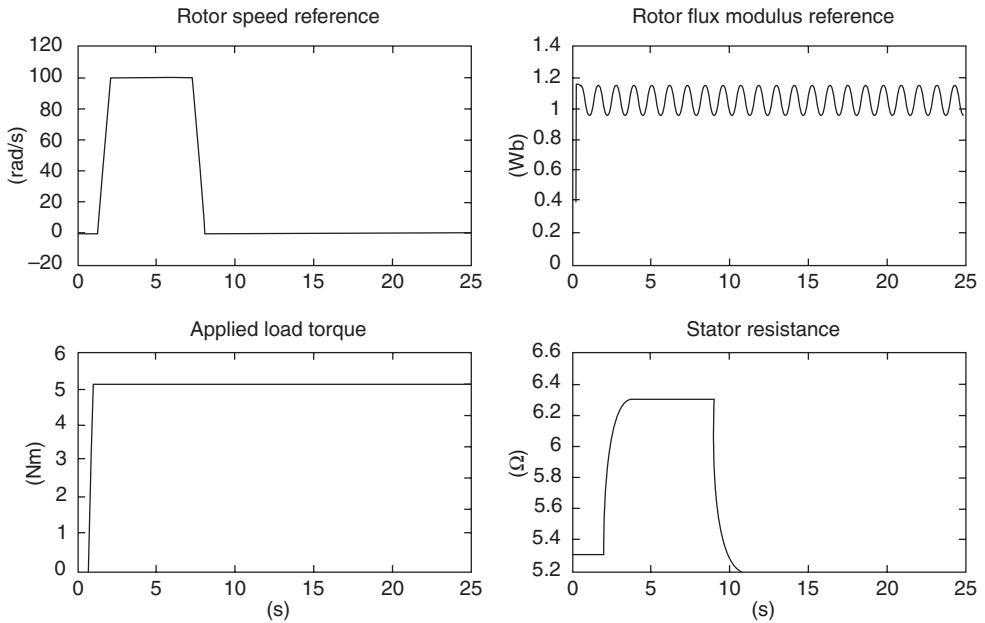 Rotor speed reference
120
100
80
60
40
20
0
–20
(rad/s)
0 5 10 15 20 25
Rotor flux modulus reference
1.4
1.2
1
0.8
0.6
0.4
0.2
0
(Wb)
0 5 10 15 20 25
Applied load torque
6
5
4
3
2
1
0
(Nm)
0 5 10 15 20 25
(s)
Stator resistance
6.6
6.4
6.2
6
5.8
5.6
5.4
5.2
(Ω)
0 5 10 15 20 25
(s)